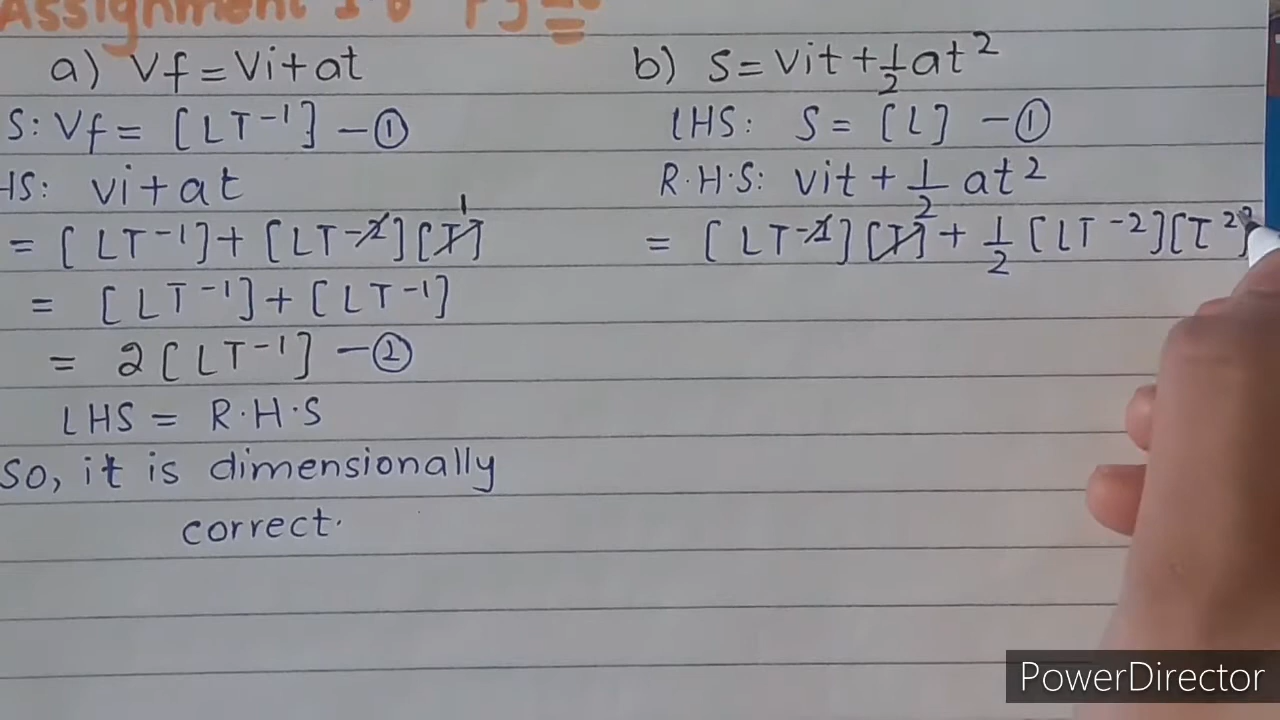 Assignment
a) Vf = Vi + at
S: Vf = [LT⁻¹] — ①
HS: vi + at
= [LT⁻¹] + [LT⁻2][T] 1
= [LT⁻¹] + [LT⁻¹]
= 2[LT⁻¹] — ②
LHS = R.H.S
So, it is dimensionally
correct.
b) S = Vit + 1/2 at²
LHS: S = [L] — ①
R.H.S: Vit + 1/2 at²
= [LT⁻1][T] + 1/2 [LT⁻²][T²]
PowerDirector